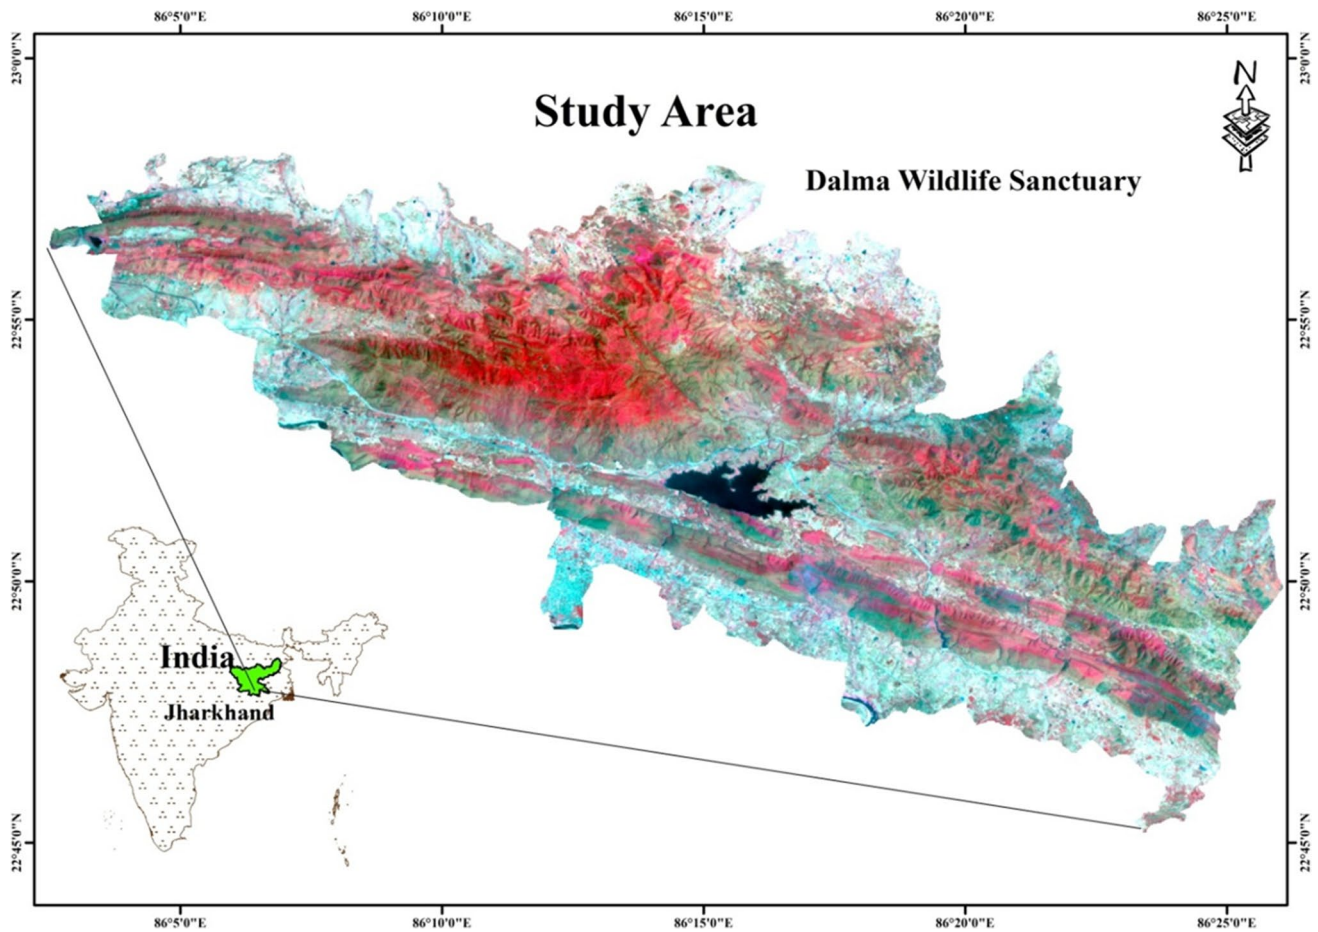 86°5'0"E 86°10'0"E 86°15'0"E 86°20'0"E 86°25'0"E
23°0'0"N 23°0'0"N
N
Study Area
Dalma Wildlife Sanctuary
22°55'0"N 22°55'0"N
22°50'0"N 22°50'0"N
India
Jharkhand
22°45'0"N 22°45'0"N
86°5'0"E 86°10'0"E 86°15'0"E 86°20'0"E 86°25'0"E